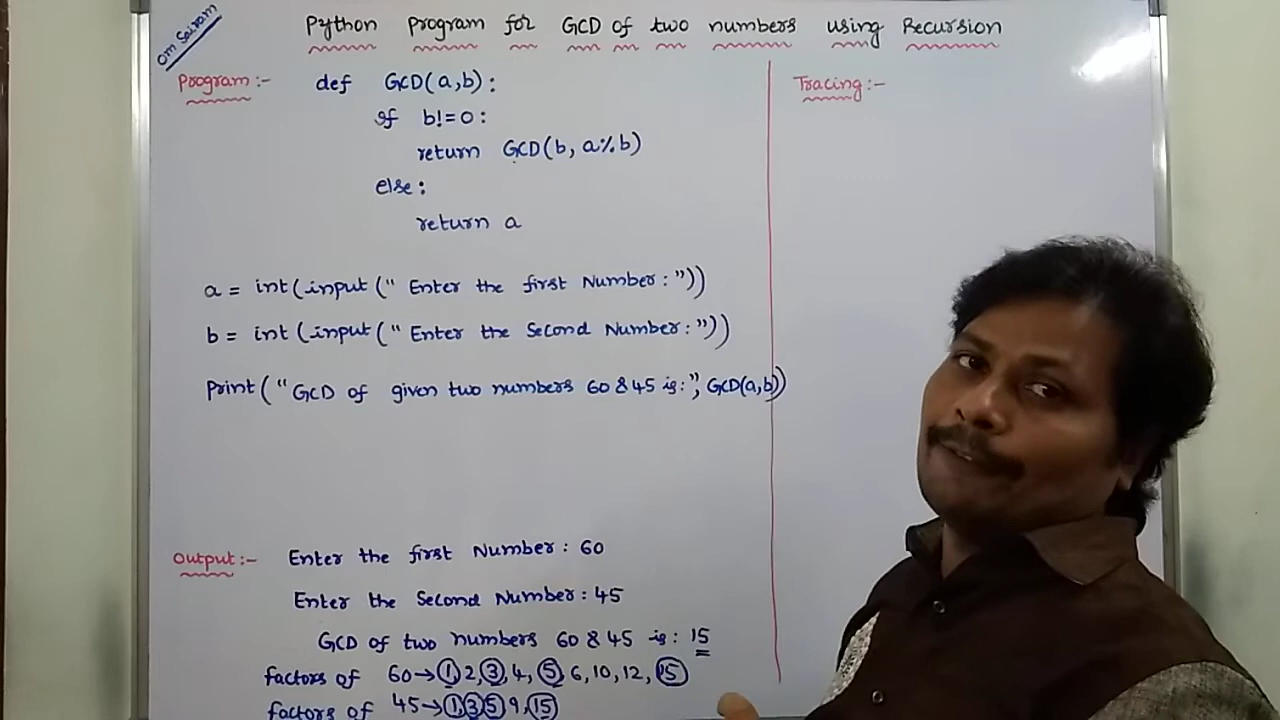 om Sairam
Python Program for GCD of two numbers using Recursion
Program:-
def GCD(a,b):
if b!=0:
return GCD(b, a%b)
else:
return a
a = int(input(" Enter the first Number:"))
b = int(input(" Enter the Second Number:"))
Print("GCD of given two numbers 60 & 45 is:", GCD(a,b))
Output:- Enter the first Number: 60
Enter the Second Number: 45
GCD of two numbers 60 & 45 is: 15
factors of 60→1, 2, 3, 4, 5, 6, 10, 12, 15
factors of 45→1, 3, 5, 9, 15
Tracing:-